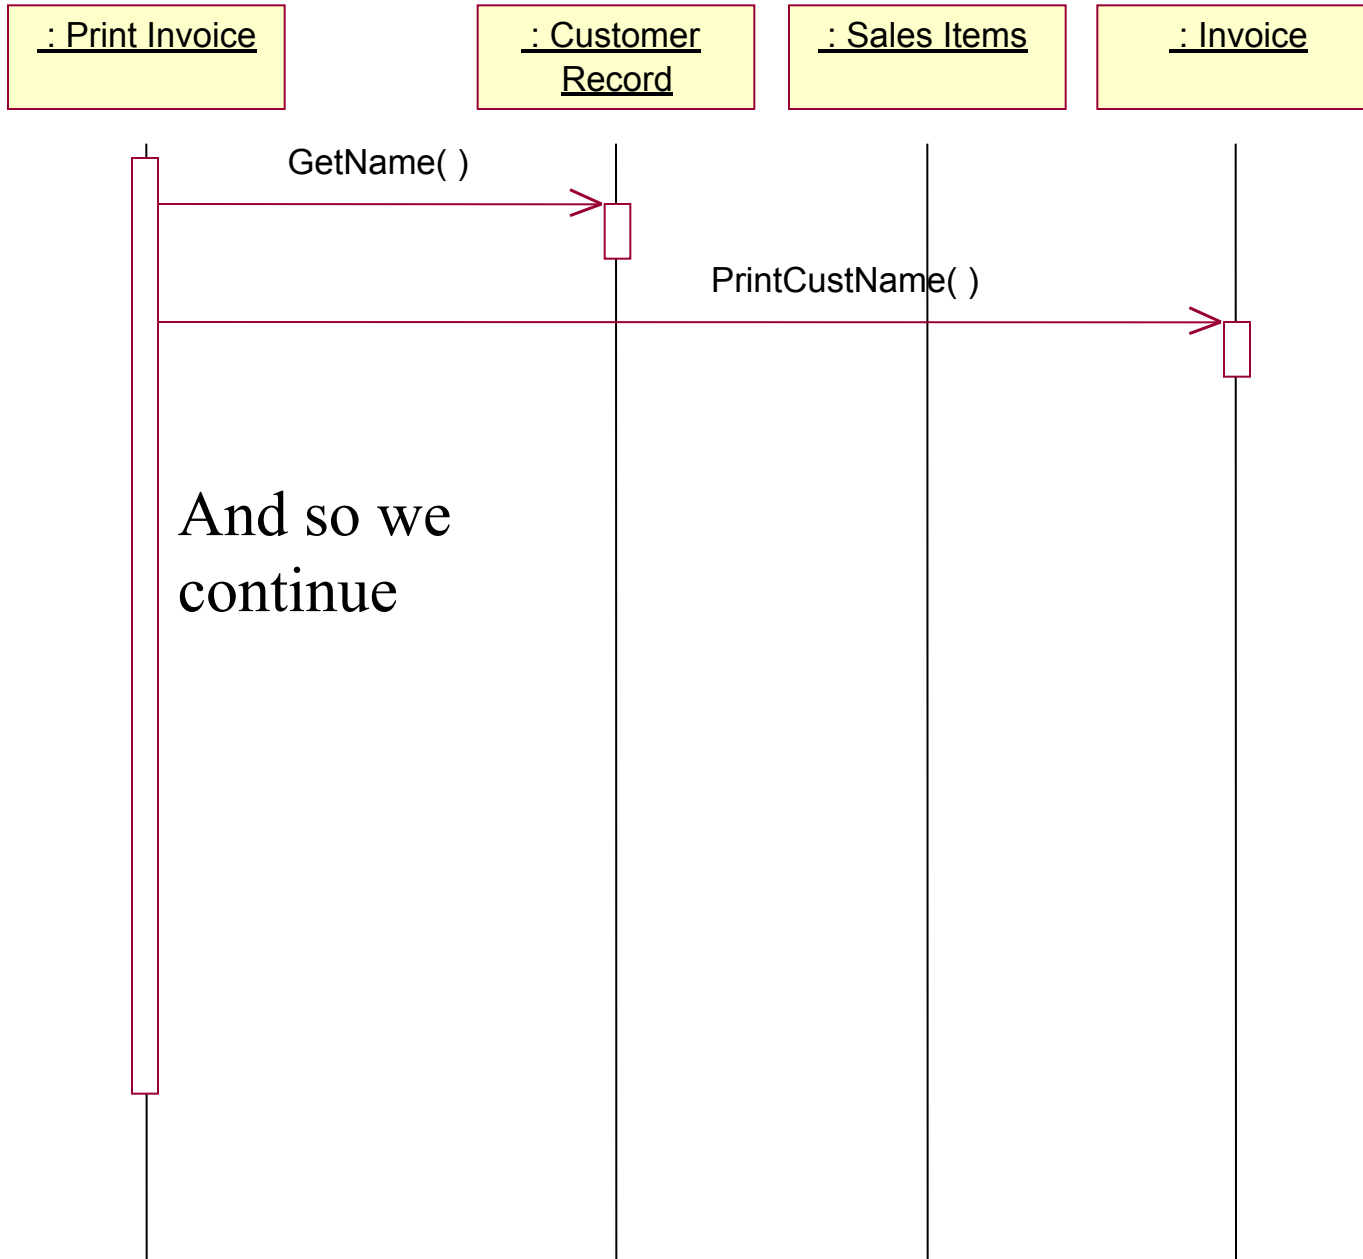 : Print Invoice
: Customer
Record
: Sales Items
: Invoice
GetName( )
PrintCustName( )
And so we
continue